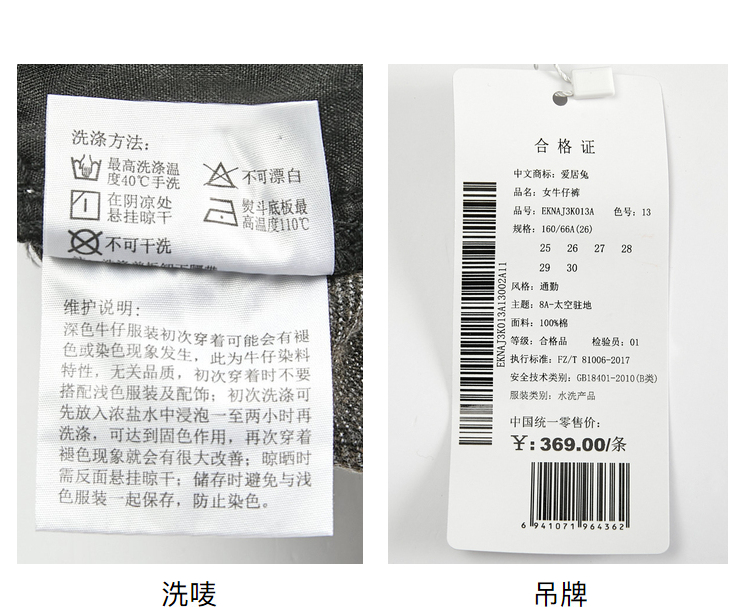 洗涤方法:
最高洗涤温
度40℃手洗
不可漂白
在阴凉处
悬挂晾干
熨斗底板最
高温度110℃
不可干洗
维护说明:
深色牛仔服装初次穿着可能会有褪
色或染色现象发生，此为牛仔染料
特性，无关品质，初次穿着时不要
搭配浅色服装及配饰；初次洗涤可
先放入浓盐水中浸泡一至两小时再
洗涤，可达到固色作用，再次穿着
褪色现象就会有很大改善；晾晒时
需反面悬挂晾干；储存时避免与浅
色服装一起保存，防止染色。
洗唛
合格证
中文商标: 爱居兔
品名: 女牛仔裤
品号: EKNAJ3K013A 色号: 13
规格: 160/66A(26)
25 26 27 28
29 30
风格: 通勤
主题: 8A-太空驻地
面料: 100%棉
等级: 合格品 检验员: 01
执行标准: FZ/T 81006-2017
安全技术类别: GB18401-2010(B类)
服装类别: 水洗产品
中国统一零售价:
¥: 369.00/条
6 941071 964362
EKNAJ3K013A13002A11
吊牌